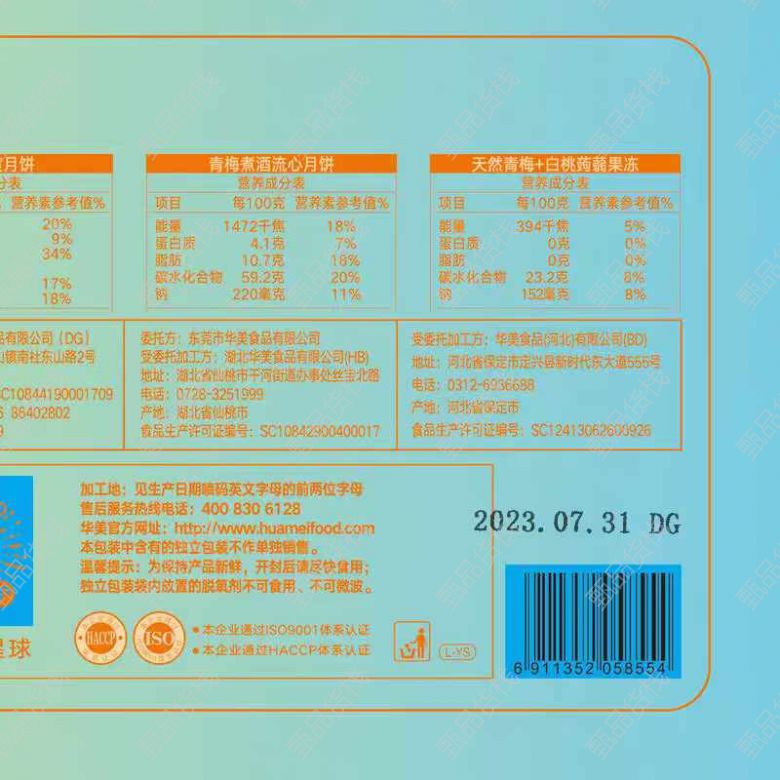 月饼
分表
营养素参考值%
20%
9%
34%
17%
18%
青梅煮酒流心月饼
营养成分表
项目 每100克 营养素参考值%
能量 1472千焦 18%
蛋白质 4.1克 7%
脂肪 10.7克 18%
碳水化合物 59.2克 20%
钠 220毫克 11%
天然青梅+白桃蒟蒻果冻
营养成分表
项目 每100克 营养素参考值%
能量 394千焦 5%
蛋白质 0克 0%
脂肪 0克 0%
碳水化合物 23.2克 8%
钠 152毫克 8%
品有限公司(DG)
山镇南社东山路2号
SC10844190001709
86402802
委托方：东莞市华美食品有限公司
受委托加工方：湖北华美食品有限公司(HB)
地址：湖北省仙桃市干河街道办事处丝宝北路
电话：0728-3251999
产地：湖北省仙桃市
食品生产许可证编号：SC10842900400017
受委托加工方：华美食品(河北)有限公司(BD)
地址：河北省保定市定兴县新时代东大道555号
电话：0312-6936688
产地：河北省保定市
食品生产许可证编号：SC12413062600926
加工地：见生产日期喷码英文字母的前两位字母
售后服务热线电话：400 830 6128
华美官方网址：http://www.huameifood.com
本包装中含有的独立包装不作单独销售。
温馨提示：为保持产品新鲜，开封后请尽快食用；
独立包装袋内放置的脱氧剂不可食用、不可微波。
星球
HACCP
ISO
•本企业通过ISO9001体系认证
•本企业通过HACCP体系认证
L-YS
2023.07.31 DG
6 911352 058554
甄品货栈